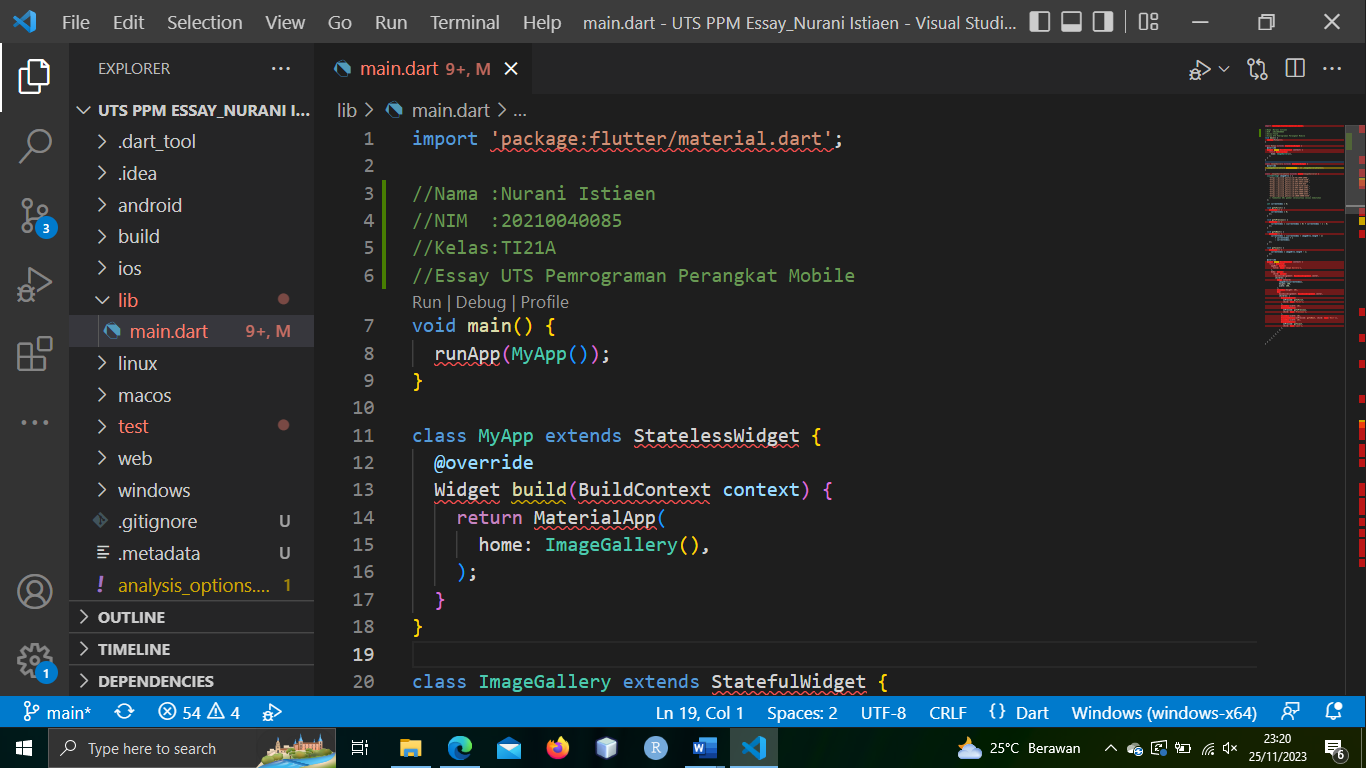 File Edit Selection View Go Run Terminal Help main.dart - UTS PPM Essay_Nurani Istiaen - Visual Studi...
EXPLORER
UTS PPM ESSAY_NURANI I...
.dart_tool
.idea
android
build
ios
lib
main.dart 9+, M
linux
macos
test
web
windows
.gitignore U
.metadata U
analysis_options.... 1
OUTLINE
TIMELINE
DEPENDENCIES
3
1
main.dart 9+, M
lib > main.dart > ...
1 import 'package:flutter/material.dart';
2
3 //Nama :Nurani Istiaen
4 //NIM  :20210040085
5 //Kelas:TI21A
6 //Essay UTS Pemrograman Perangkat Mobile
Run | Debug | Profile
7 void main() {
8   runApp(MyApp());
9 }
10
11 class MyApp extends StatelessWidget {
12   @override
13   Widget build(BuildContext context) {
14     return MaterialApp(
15       home: ImageGallery(),
16     );
17   }
18 }
19
20 class ImageGallery extends StatefulWidget {
main* 54 4 Ln 19, Col 1 Spaces: 2 UTF-8 CRLF {} Dart Windows (windows-x64)
Type here to search 25°C Berawan 23:20
25/11/2023 6